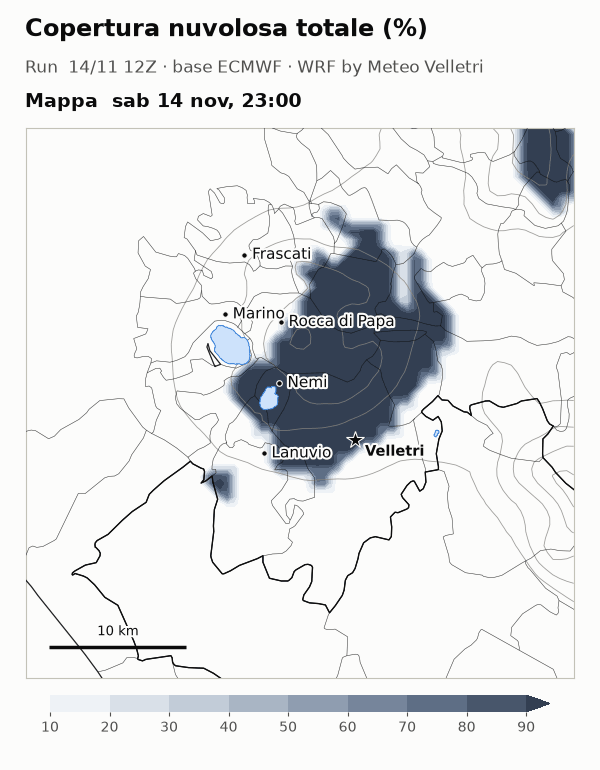 Copertura nuvolosa totale (%)
Run  14/11 12Z · base ECMWF · WRF by Meteo Velletri
Mappa  sab 14 nov, 23:00
Frascati
Marino
Rocca di Papa
Nemi
Velletri
Lanuvio
10 km
10 20 30 40 50 60 70 80 90